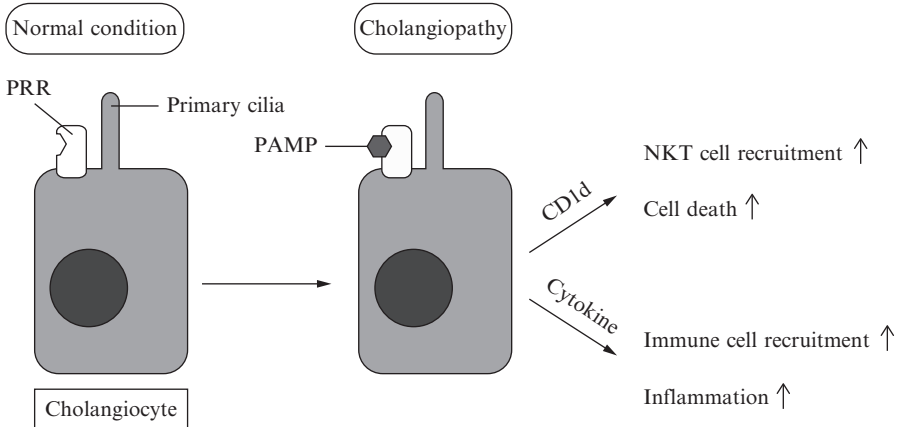 Normal condition
Cholangiopathy
PRR
Primary cilia
PAMP
CD1d
NKT cell recruitment ↑
Cell death ↑
Cytokine
Immune cell recruitment ↑
Inflammation ↑
Cholangiocyte